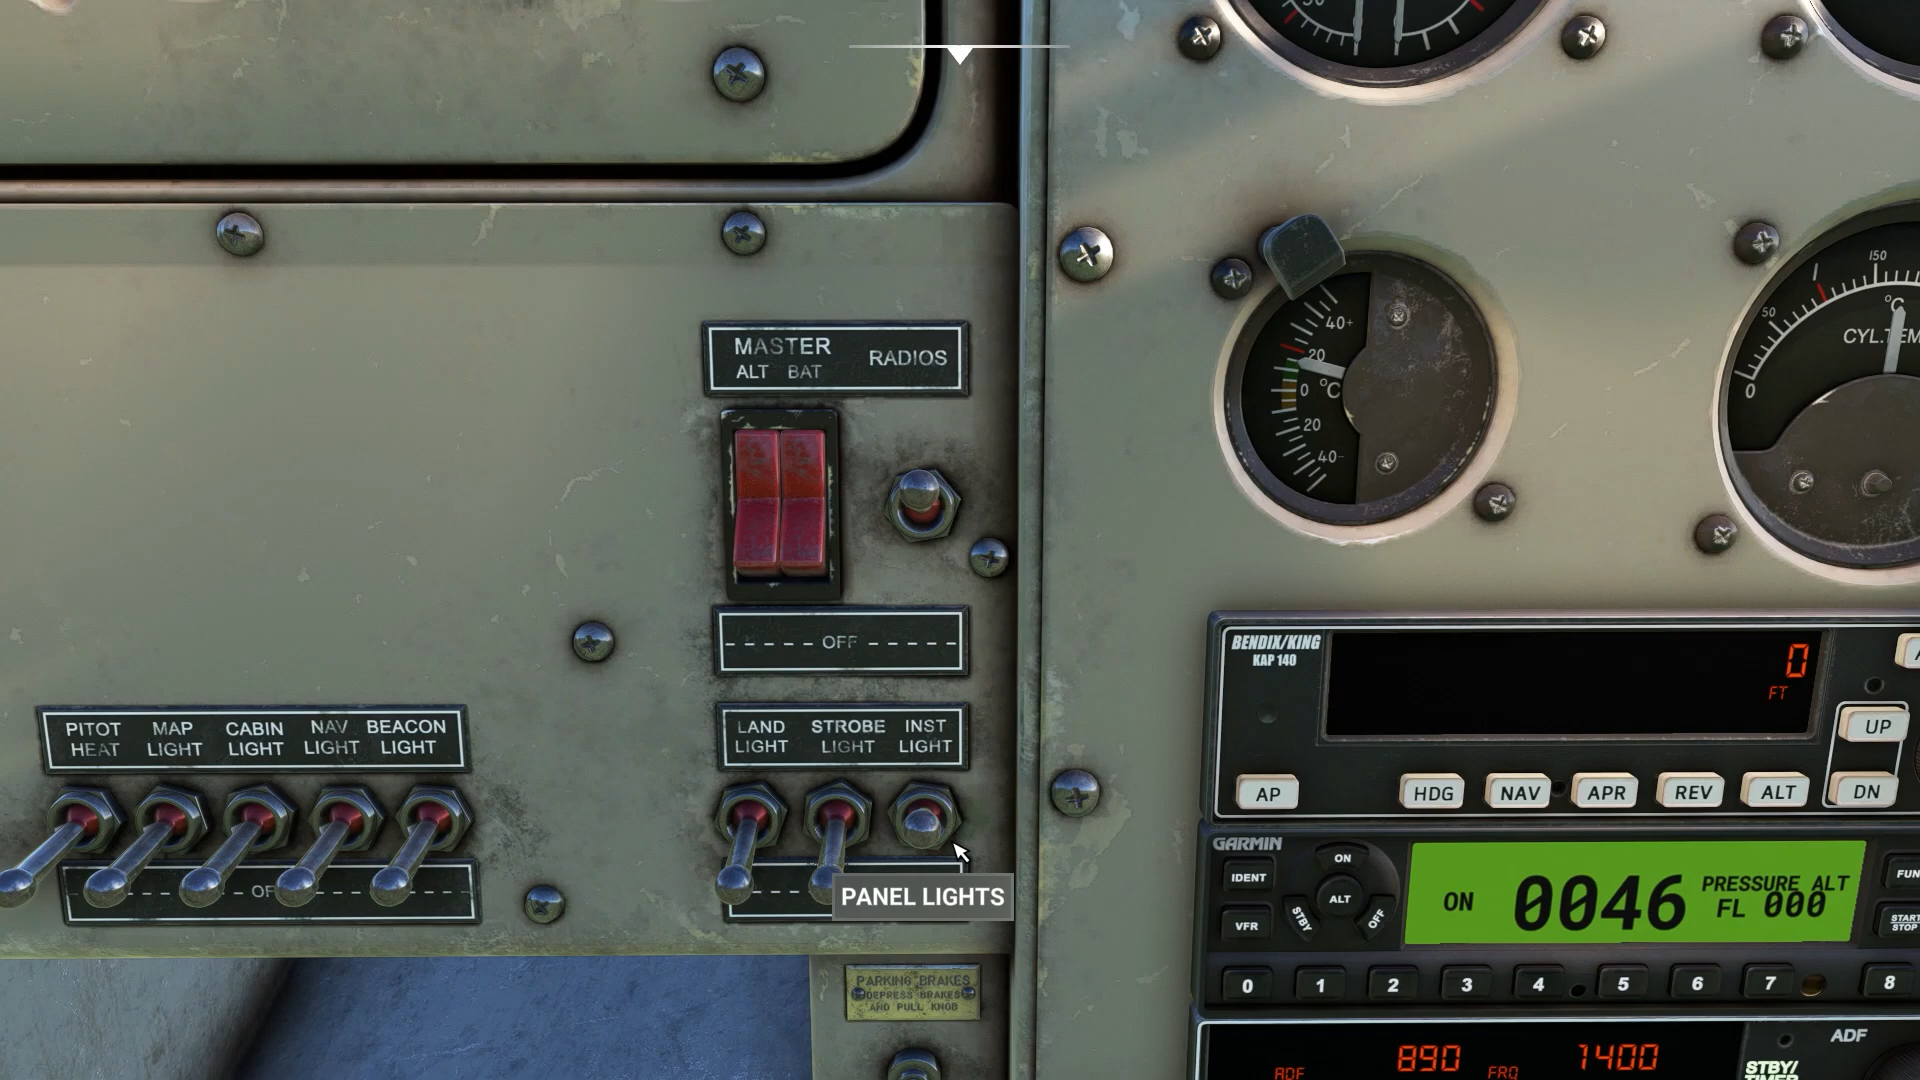 MASTER
ALT BAT
RADIOS
OFF
PITOT HEAT
MAP LIGHT
CABIN LIGHT
NAV LIGHT
BEACON LIGHT
LAND LIGHT
STROBE LIGHT
INST LIGHT
PANEL LIGHTS
PARKING BRAKES
DEPRESS BRAKES
AND PULL KNOB
40+
20
0 °C
20
40-
50
150
°C
0
BENDIX/KING
KAP 140
0
FT
AP
HDG
NAV
APR
REV
ALT
UP
DN
GARMIN
IDENT
VFR
ON
ALT
STBY
OFF
ON
0046
PRESSURE ALT
FL 000
START
STOP
0 1 2 3 4 5 6 7 8
ADF
890
FRQ
1400
ADF
STBY/